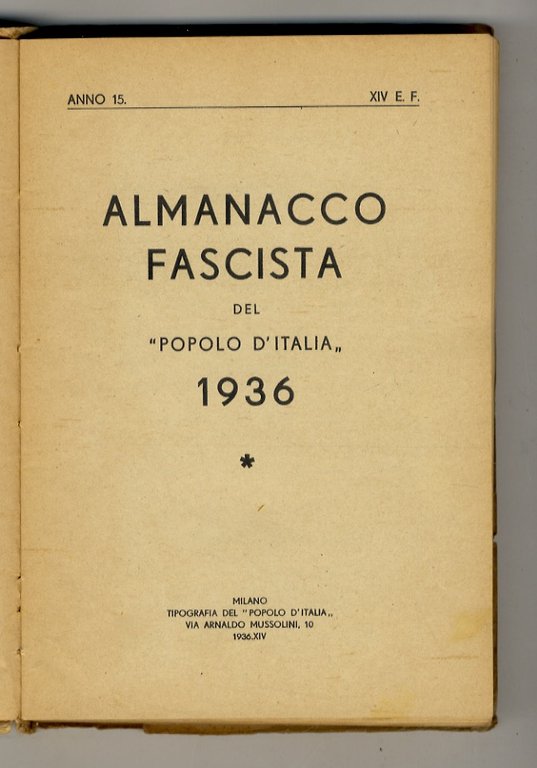 ANNO 15. XIV E. F.
ALMANACCO
FASCISTA
DEL
"POPOLO D'ITALIA„
1936
*
MILANO
TIPOGRAFIA DEL "POPOLO D'ITALIA„
VIA ARNALDO MUSSOLINI, 10
1936.XIV